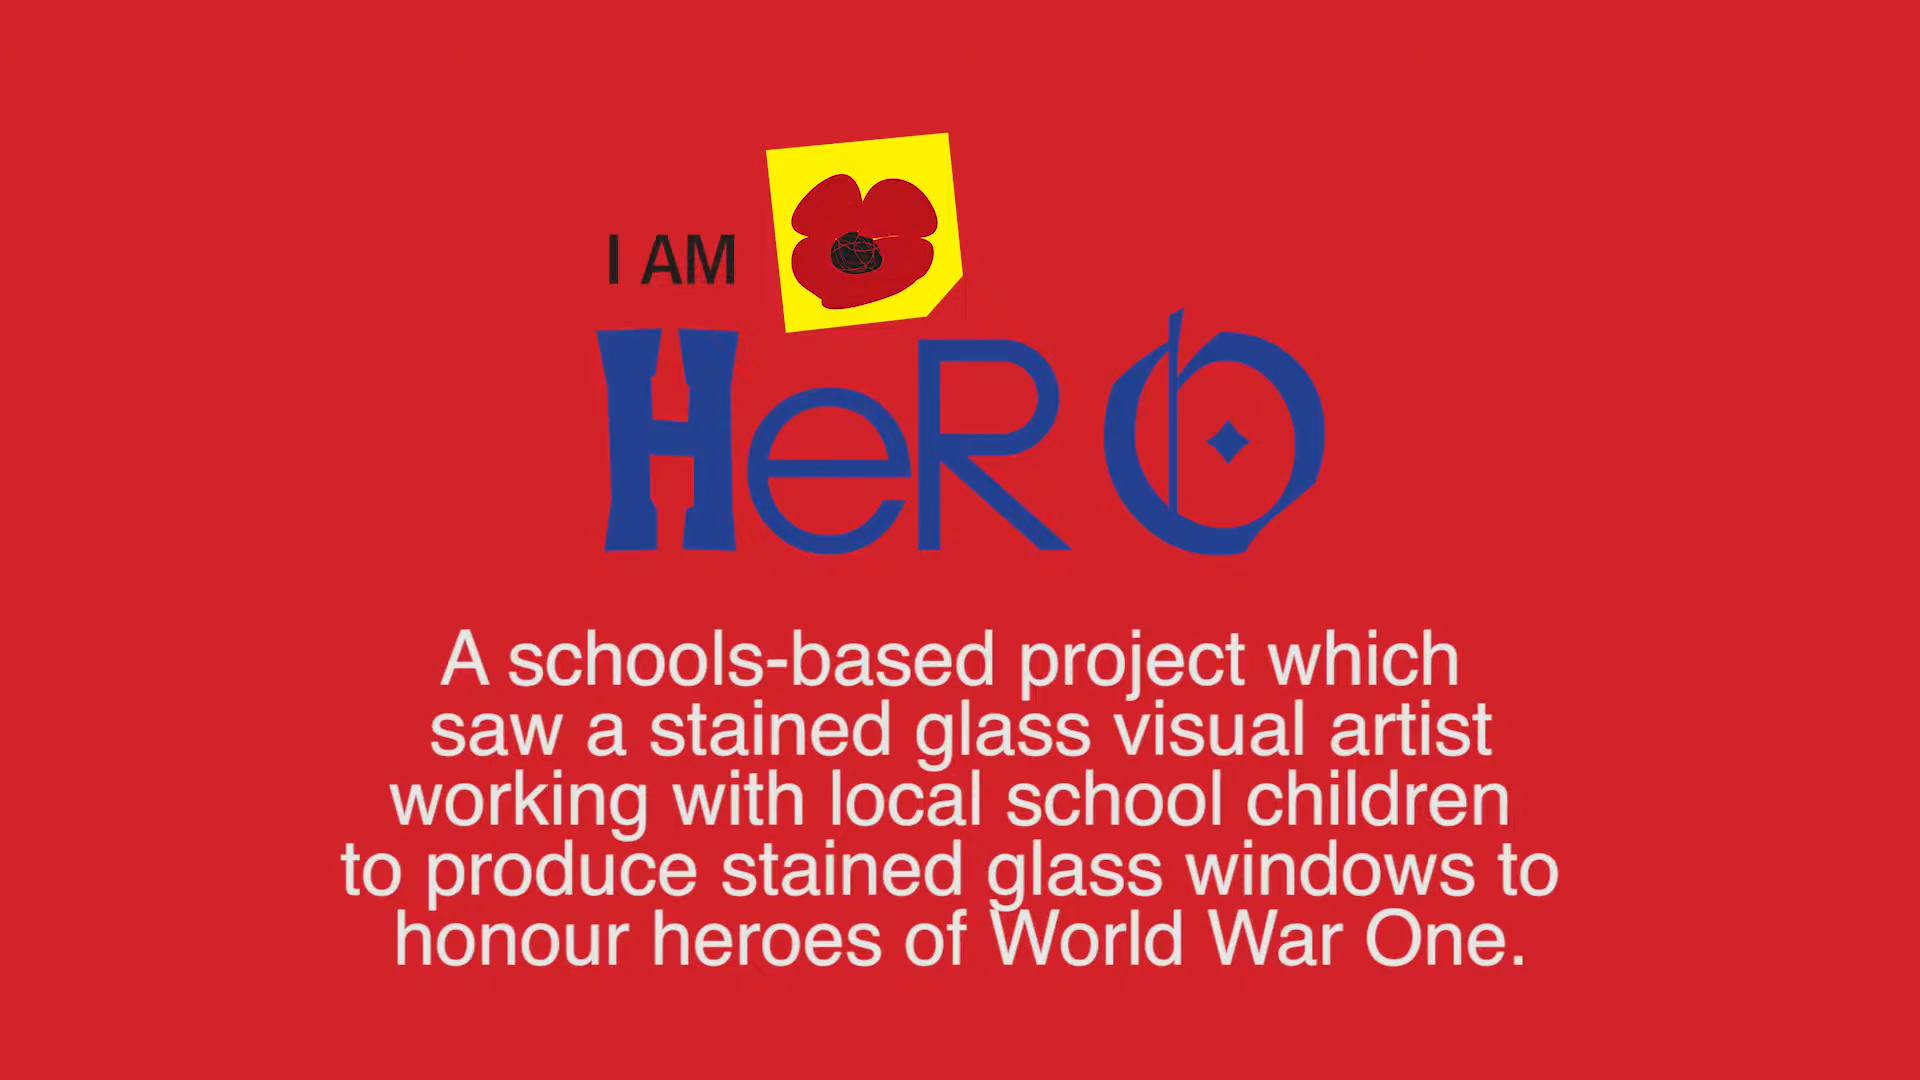 I AM
HeRO
A schools-based project which
saw a stained glass visual artist
working with local school children
to produce stained glass windows to
honour heroes of World War One.